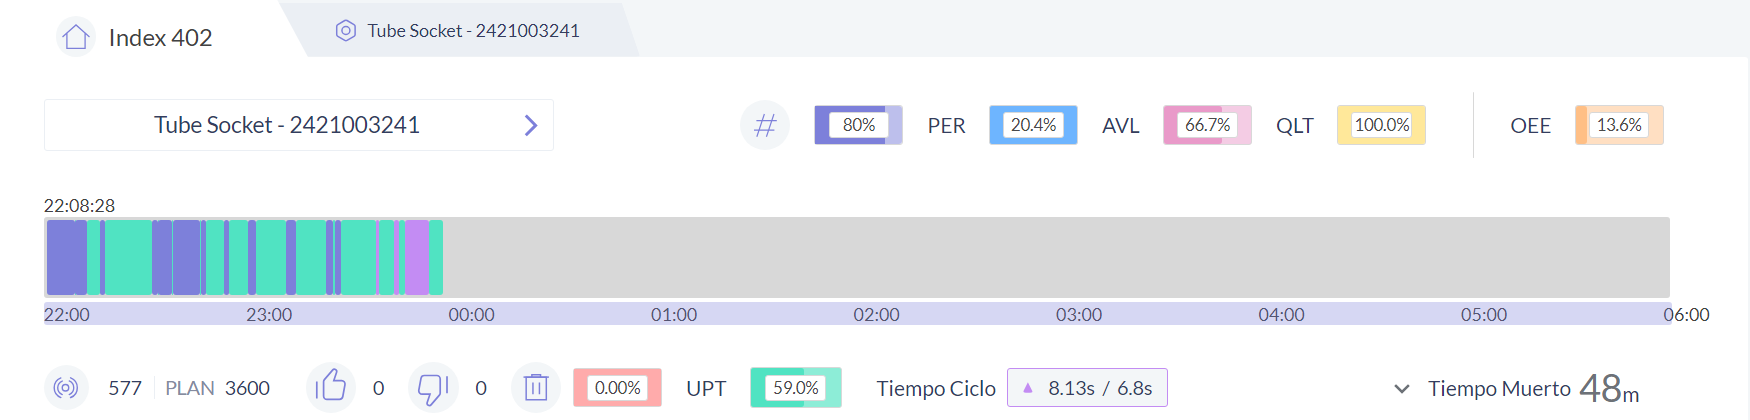 Index 402
Tube Socket - 2421003241
Tube Socket - 2421003241
80% PER 20.4% AVL 66.7% QLT 100.0% OEE 13.6%
22:08:28
22:00 23:00 00:00 01:00 02:00 03:00 04:00 05:00 06:00
577 PLAN 3600 0 0 0.00% UPT 59.0% Tiempo Ciclo 8.13s / 6.8s Tiempo Muerto 48m